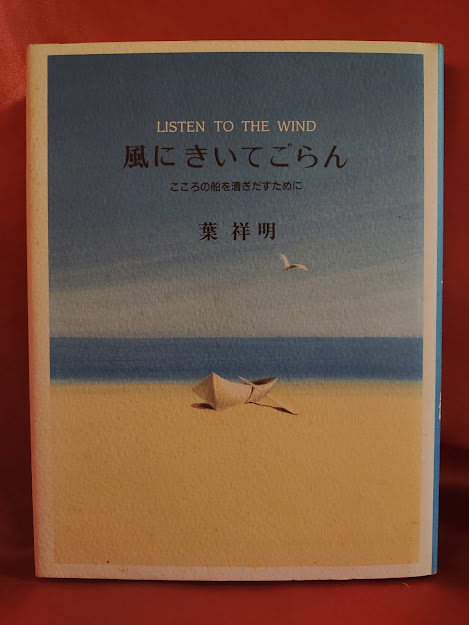 LISTEN TO THE WIND
風に きいてごらん
こころの船を漕ぎだすために
葉 祥明